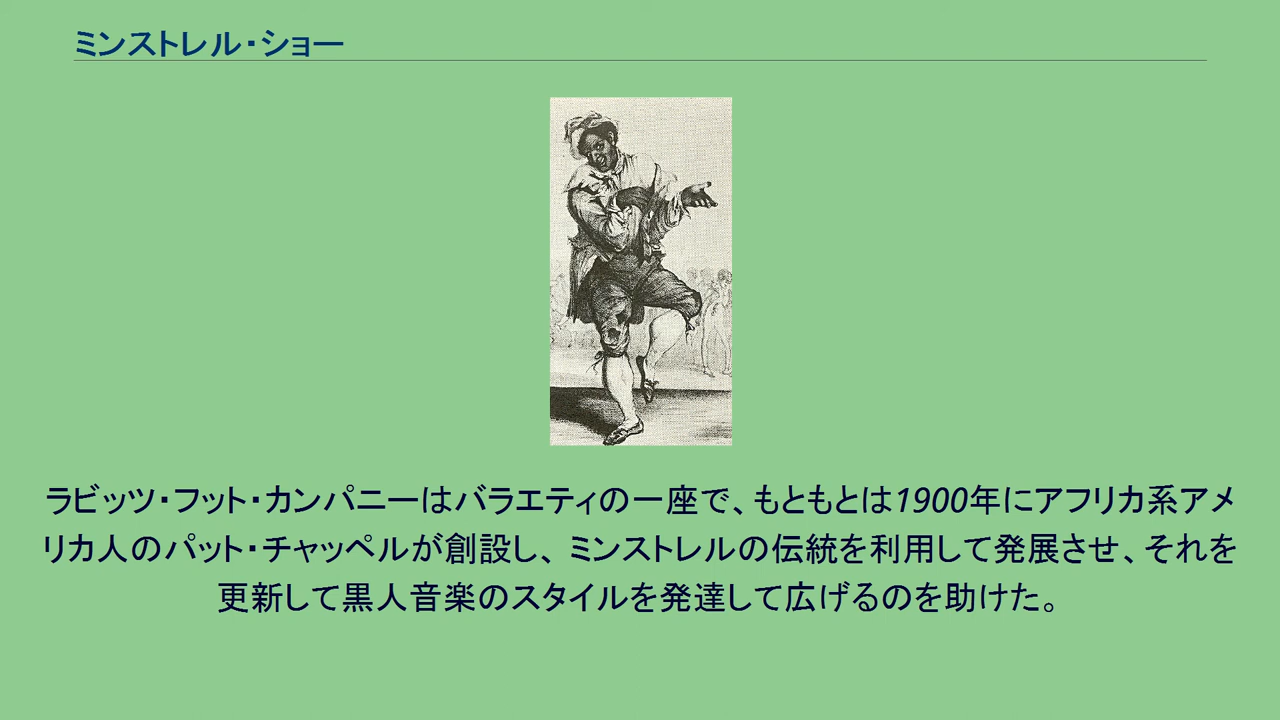 ミンストレル・ショー
ラビッツ・フット・カンパニーはバラエティの一座で、もともとは1900年にアフリカ系アメ
リカ人のパット・チャッペルが創設し、ミンストレルの伝統を利用して発展させ、それを
更新して黒人音楽のスタイルを発達して広げるのを助けた。